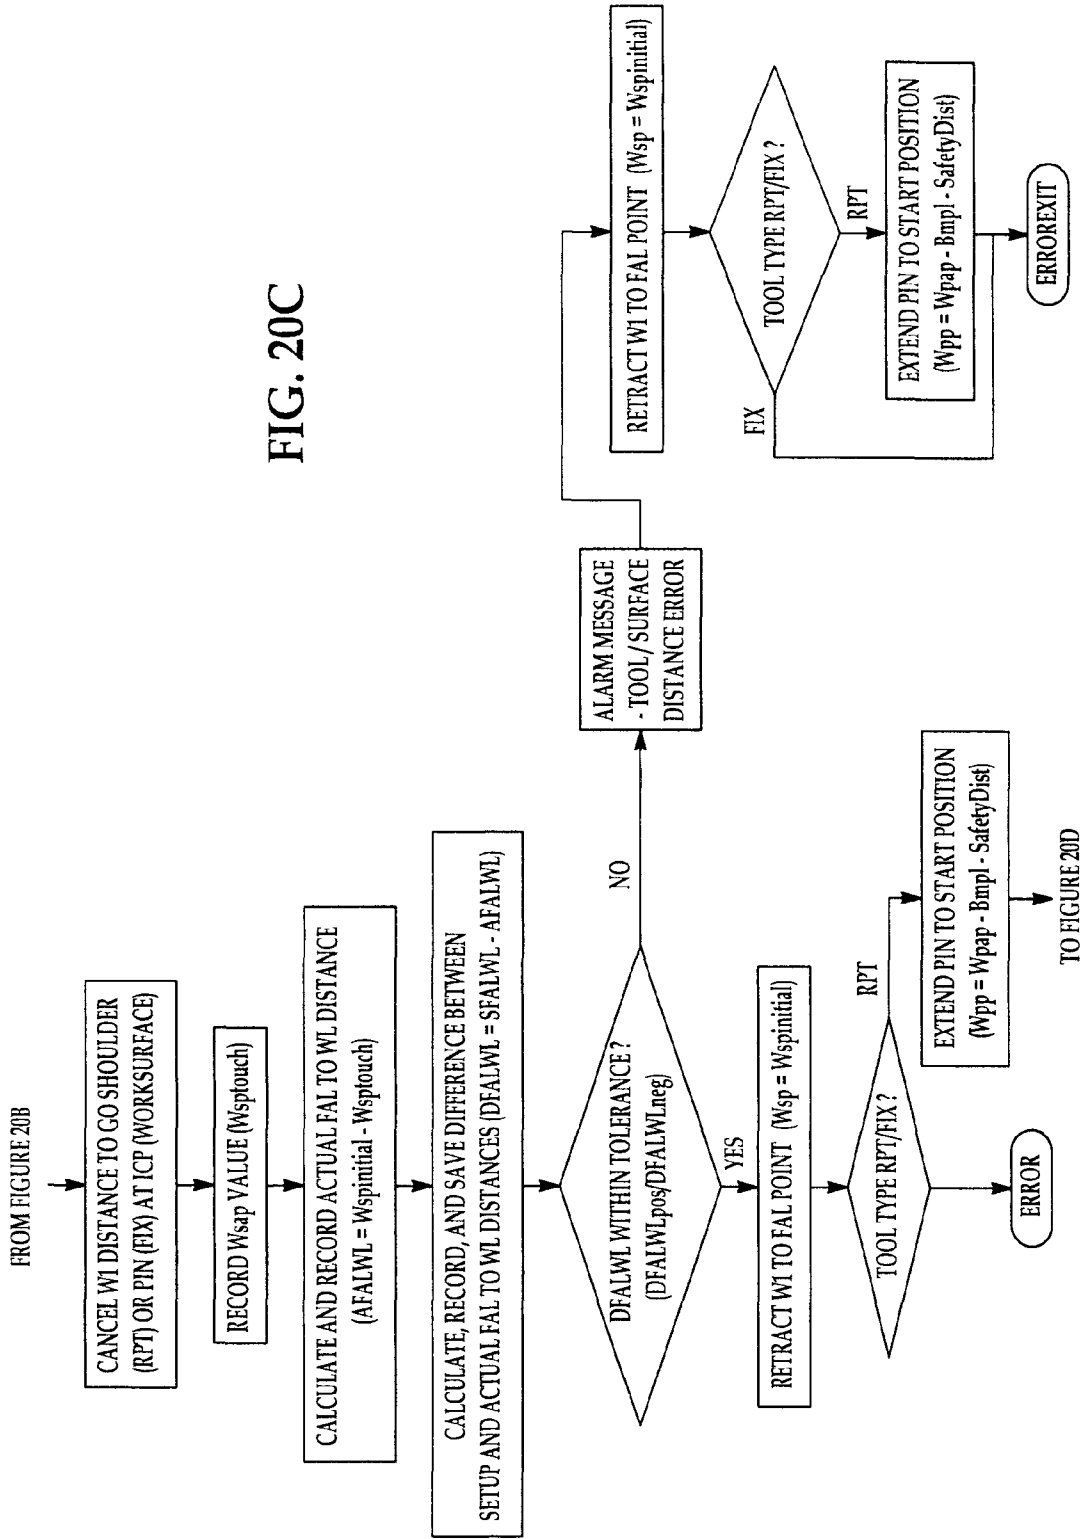 FIG. 20C
FROM FIGURE 20B
CANCEL W1 DISTANCE TO GO SHOULDER
(RPT) OR PIN (FIX) AT ICP (WORKSURFACE)
RECORD Wsap VALUE (Wsptouch)
CALCULATE AND RECORD ACTUAL FAL TO WL DISTANCE
(AFALWL = Wspinitial - Wsptouch)
CALCULATE, RECORD, AND SAVE DIFFERENCE BETWEEN
SETUP AND ACTUAL FAL TO WL DISTANCES (DFALWL = SFALWL - AFALWL)
DFALWL WITHIN TOLERANCE?
(DFALWLpos/DFALWLneg)
NO
YES
RETRACT W1 TO FAL POINT (Wsp = Wspinitial)
TOOL TYPE RPT/FIX?
RPT
ERROR
EXTEND PIN TO START POSITION
(Wpp = Wpap - Bmpl - SafetyDist)
TO FIGURE 20D
ALARM MESSAGE
- TOOL / SURFACE
DISTANCE ERROR
RETRACT W1 TO FAL POINT (Wsp = Wspinitial)
TOOL TYPE RPT/FIX?
FIX
RPT
EXTEND PIN TO START POSITION
(Wpp = Wpap - Bmpl - SafetyDist)
ERROREXIT